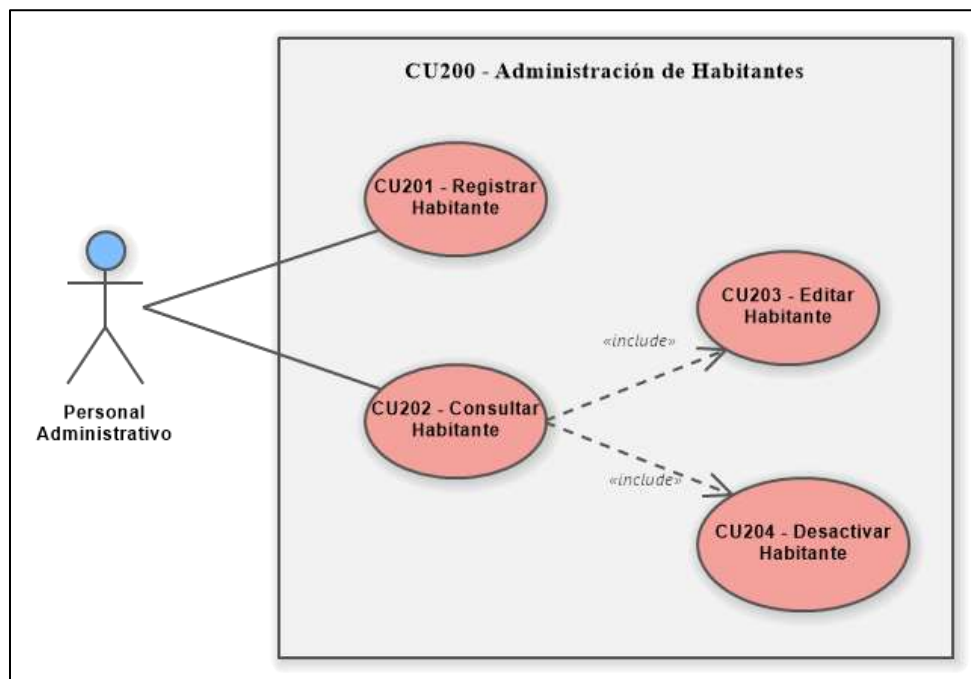 CU200 - Administración de Habitantes
CU201 - Registrar
Habitante
CU203 - Editar
Habitante
«include»
CU202 - Consultar
Habitante
Personal
Administrativo
«include»
CU204 - Desactivar
Habitante